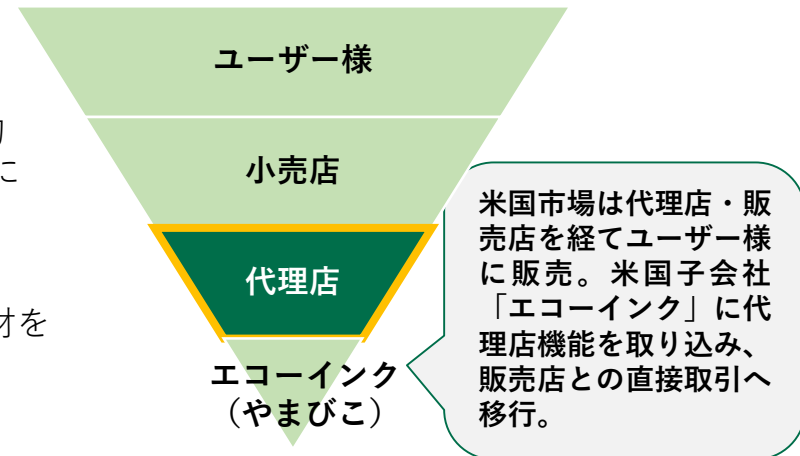 ユーザー様
小売店
代理店
エコーインク
（やまびこ）
に
を
米国市場は代理店・販
売店を経てユーザー様
に販売。米国子会社
「エコーインク」に代
理店機能を取り込み、
販売店との直接取引へ
移行。